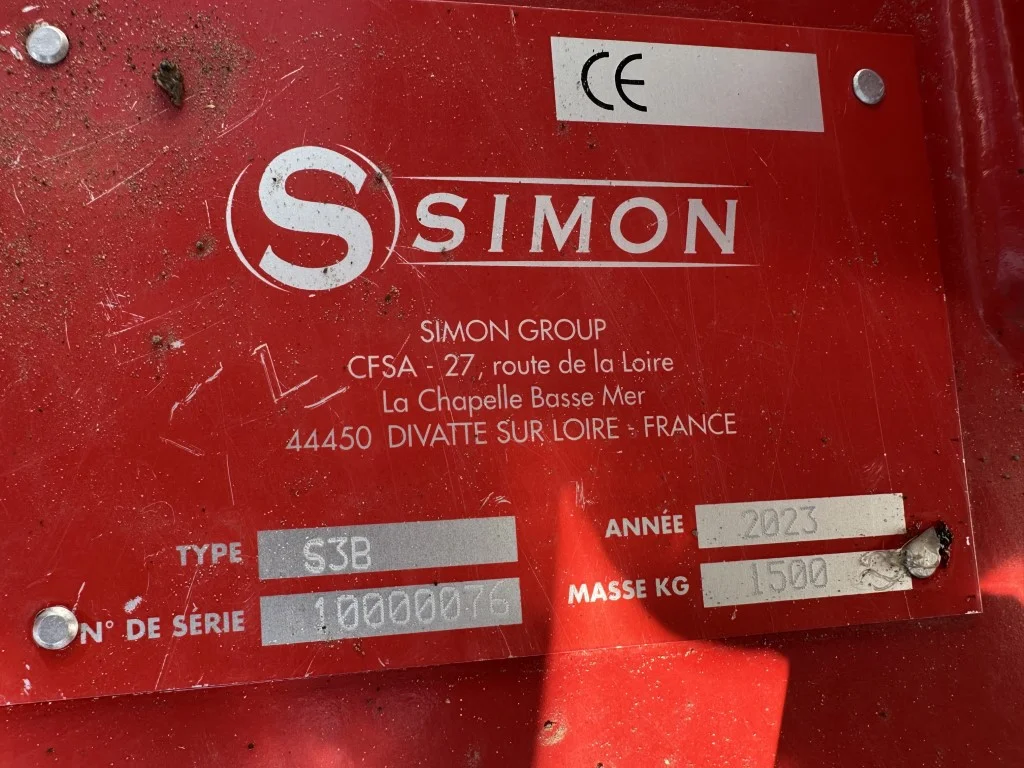 CE
S SIMON
SIMON GROUP
CFSA - 27, route de la Loire
La Chapelle Basse Mer
44450 DIVATTE SUR LOIRE - FRANCE
TYPE S3B
N° DE SÉRIE 10000076
ANNÉE 2023
MASSE KG 1500